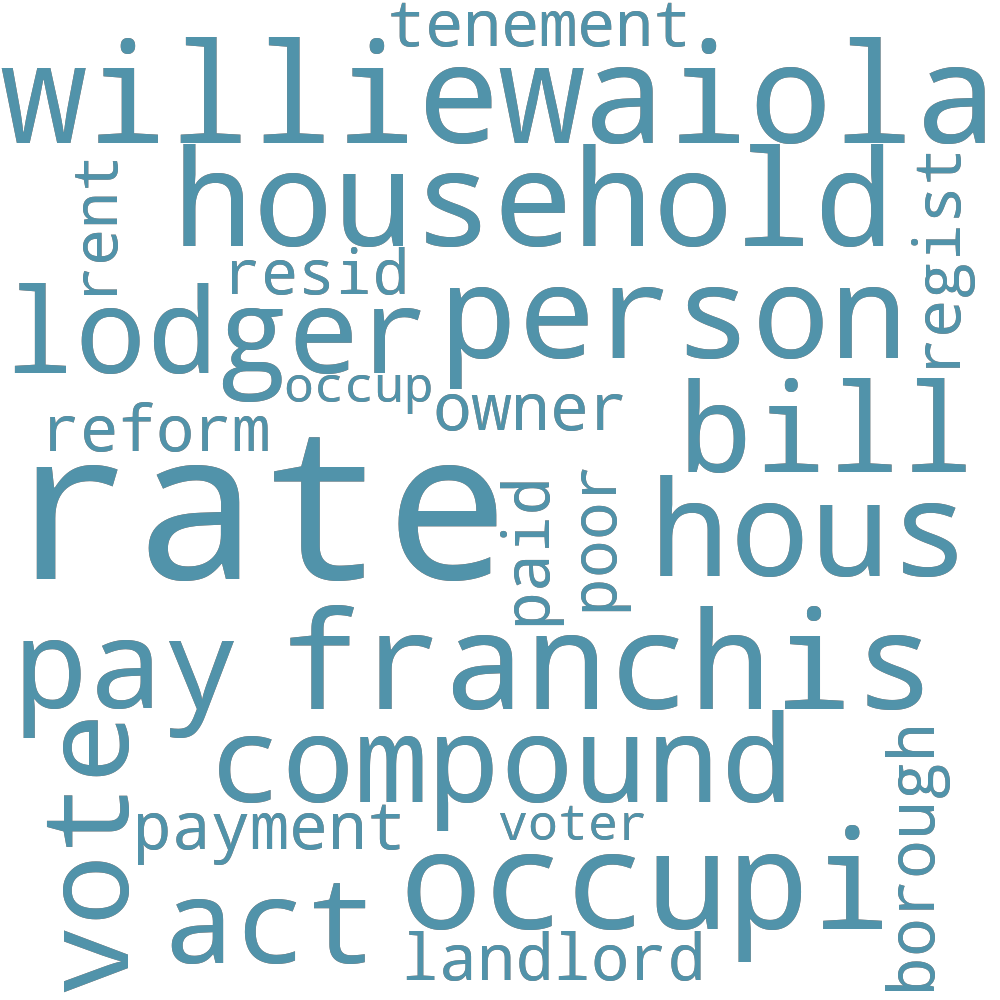 tenement
williewaiola
household
rent
regist
resid
person
lodger
occup
owner
reform
bill
rate
hous
paid
poor
franchis
pay
compound
vote
borough
payment
voter
occupi
act
landlord